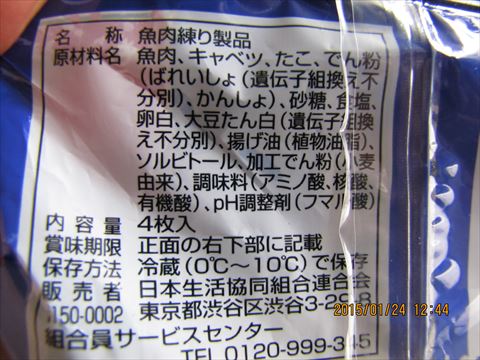 名 称 魚肉練り製品
原材料名 魚肉、キャベツ、たこ、でん粉
(ばれいしょ(遺伝子組換え不
分別)、かんしょ)、砂糖、食塩、
卵白、大豆たん白(遺伝子組換
え不分別)、揚げ油(植物油脂)、
ソルビトール、加工でん粉(小麦
由来)、調味料(アミノ酸、核酸、
有機酸)、pH調整剤(フマル酸)
内 容 量 4枚入
賞味期限 正面の右下部に記載
保存方法 冷蔵(0℃〜10℃)で保存
販 売 者 日本生活協同組合連合会
〒150-0002 東京都渋谷区渋谷3-2
組合員サービスセンター
TEL 0120-999-345
2015/01/24 12:44